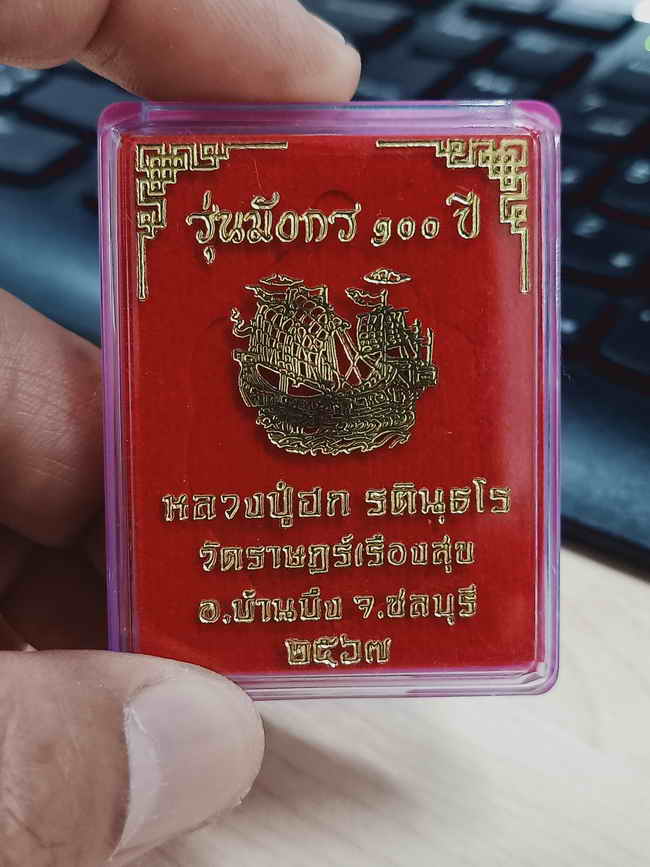 รุ่นมังกร ๑๐๐ ปี
หลวงปู่ฮก รตินฺธโร
วัดราษฎร์เรืองสุข
อ.บ้านบึง จ.ชลบุรี
๒๕๖๗